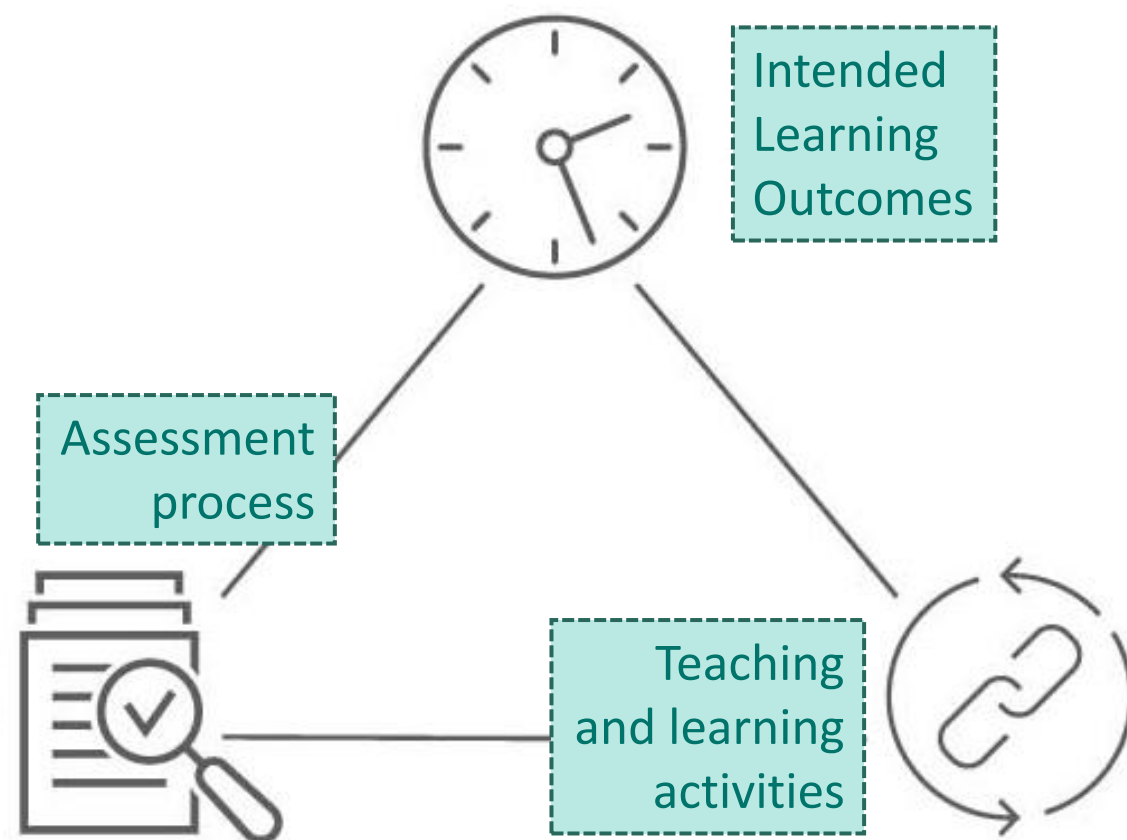 Intended
Learning
Outcomes
Assessment
process
Teaching
and learning
activities